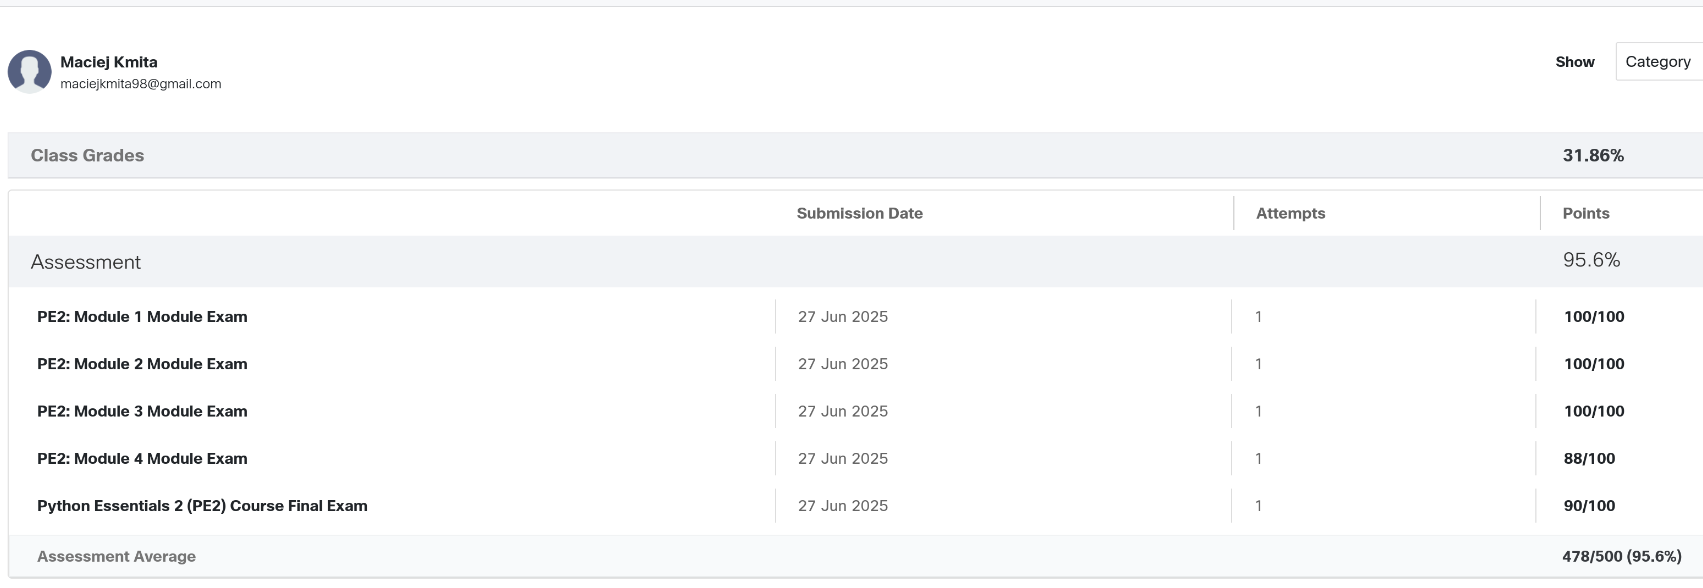 Maciej Kmita
maciejkmita98@gmail.com
Show Category
Class Grades 31.86%
Submission Date Attempts Points
Assessment 95.6%
PE2: Module 1 Module Exam 27 Jun 2025 1 100/100
PE2: Module 2 Module Exam 27 Jun 2025 1 100/100
PE2: Module 3 Module Exam 27 Jun 2025 1 100/100
PE2: Module 4 Module Exam 27 Jun 2025 1 88/100
Python Essentials 2 (PE2) Course Final Exam 27 Jun 2025 1 90/100
Assessment Average 478/500 (95.6%)